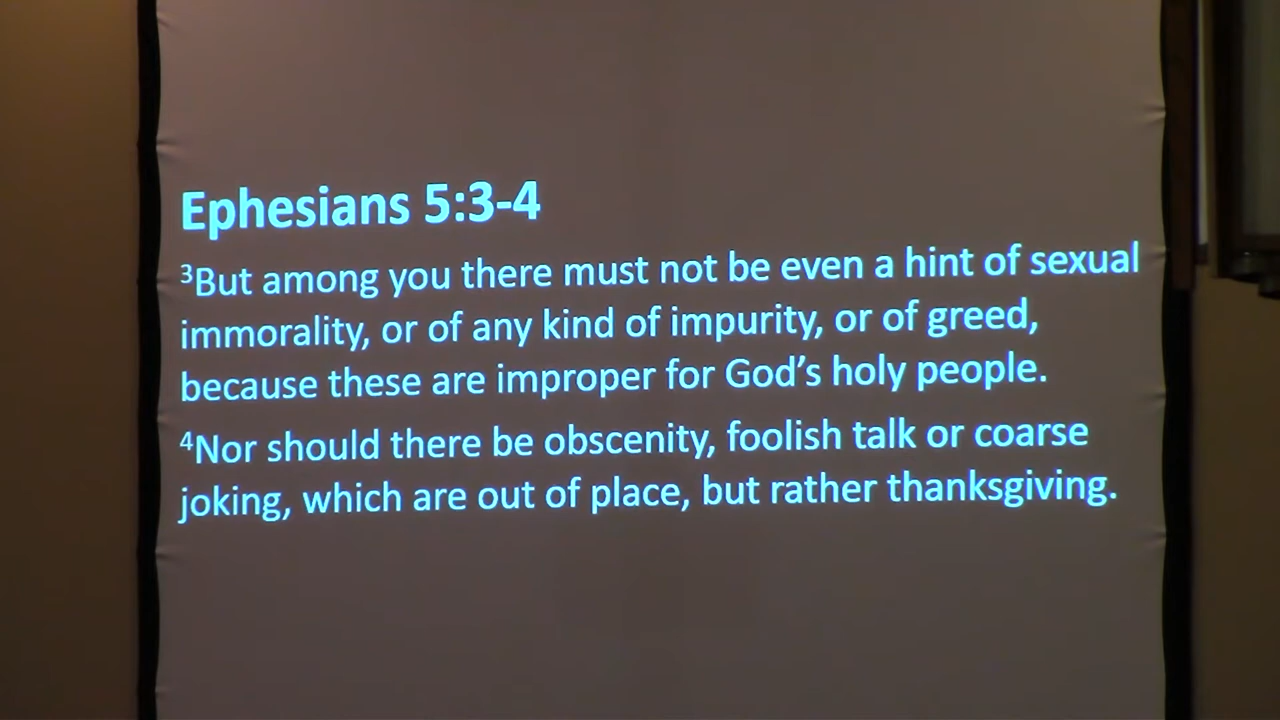 Ephesians 5:3-4
³But among you there must not be even a hint of sexual
immorality, or of any kind of impurity, or of greed,
because these are improper for God’s holy people.
⁴Nor should there be obscenity, foolish talk or coarse
joking, which are out of place, but rather thanksgiving.